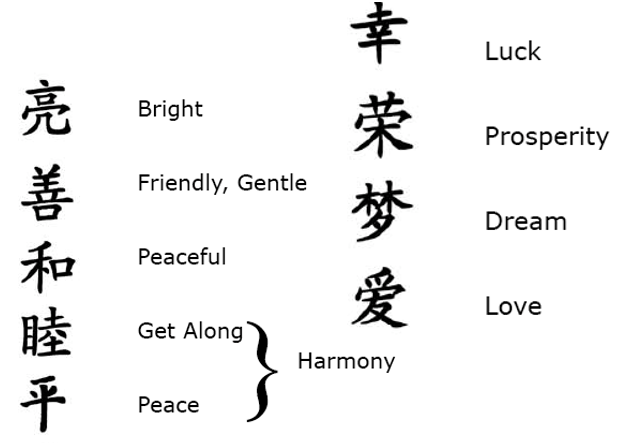 亮 Bright
善 Friendly, Gentle
和 Peaceful
睦 Get Along
平 Peace
} Harmony
幸 Luck
荣 Prosperity
梦 Dream
爱 Love